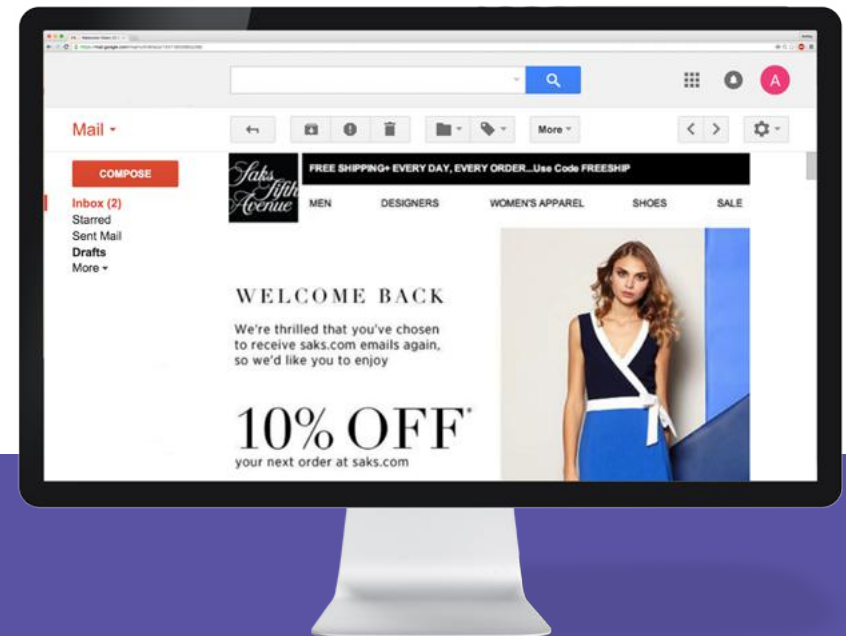 A
Mail
More
COMPOSE
Inbox (2)
Starred
Sent Mail
Drafts
More
Saks
Fifth
Avenue
FREE SHIPPING+ EVERY DAY, EVERY ORDER...Use Code FREESHIP
MEN DESIGNERS WOMEN'S APPAREL SHOES SALE
WELCOME BACK
We're thrilled that you've chosen
to receive saks.com emails again,
so we'd like you to enjoy
10% OFF*
your next order at saks.com